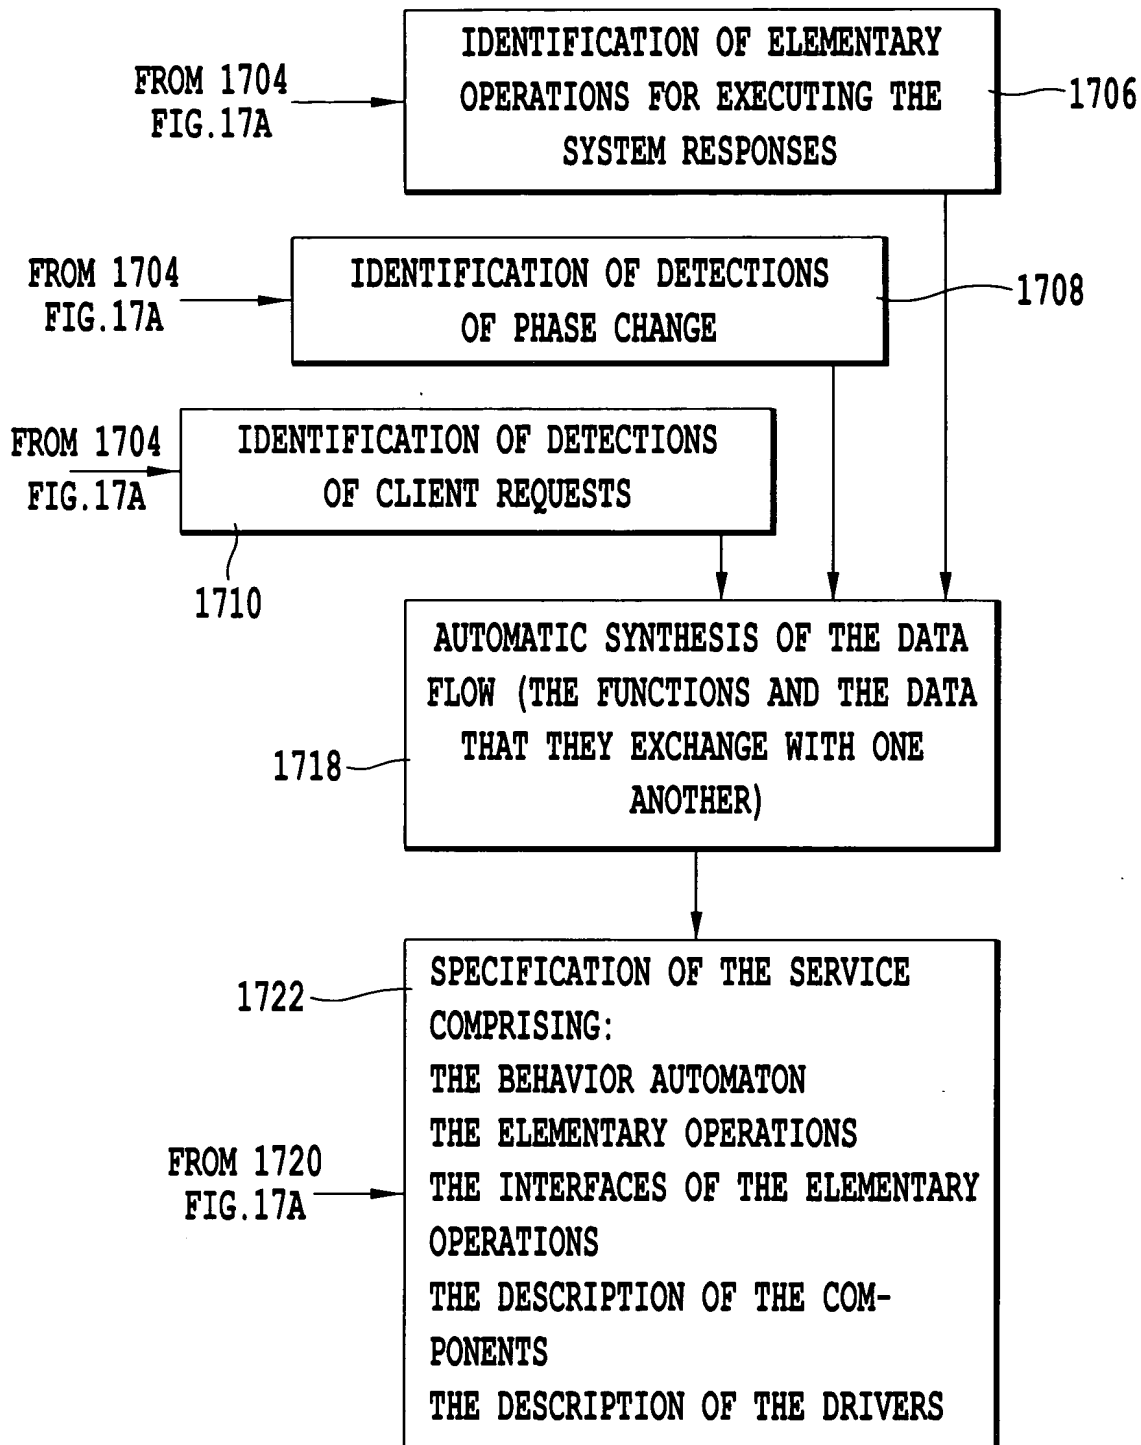 IDENTIFICATION OF ELEMENTARY
OPERATIONS FOR EXECUTING THE
SYSTEM RESPONSES
FROM 1704
FIG.17A
1706
IDENTIFICATION OF DETECTIONS
OF PHASE CHANGE
FROM 1704
FIG.17A
1708
IDENTIFICATION OF DETECTIONS
OF CLIENT REQUESTS
FROM 1704
FIG.17A
1710
AUTOMATIC SYNTHESIS OF THE DATA
FLOW (THE FUNCTIONS AND THE DATA
THAT THEY EXCHANGE WITH ONE
ANOTHER)
1718
SPECIFICATION OF THE SERVICE
COMPRISING:
THE BEHAVIOR AUTOMATON
THE ELEMENTARY OPERATIONS
THE INTERFACES OF THE ELEMENTARY
OPERATIONS
THE DESCRIPTION OF THE COM-
PONENTS
THE DESCRIPTION OF THE DRIVERS
1722
FROM 1720
FIG.17A